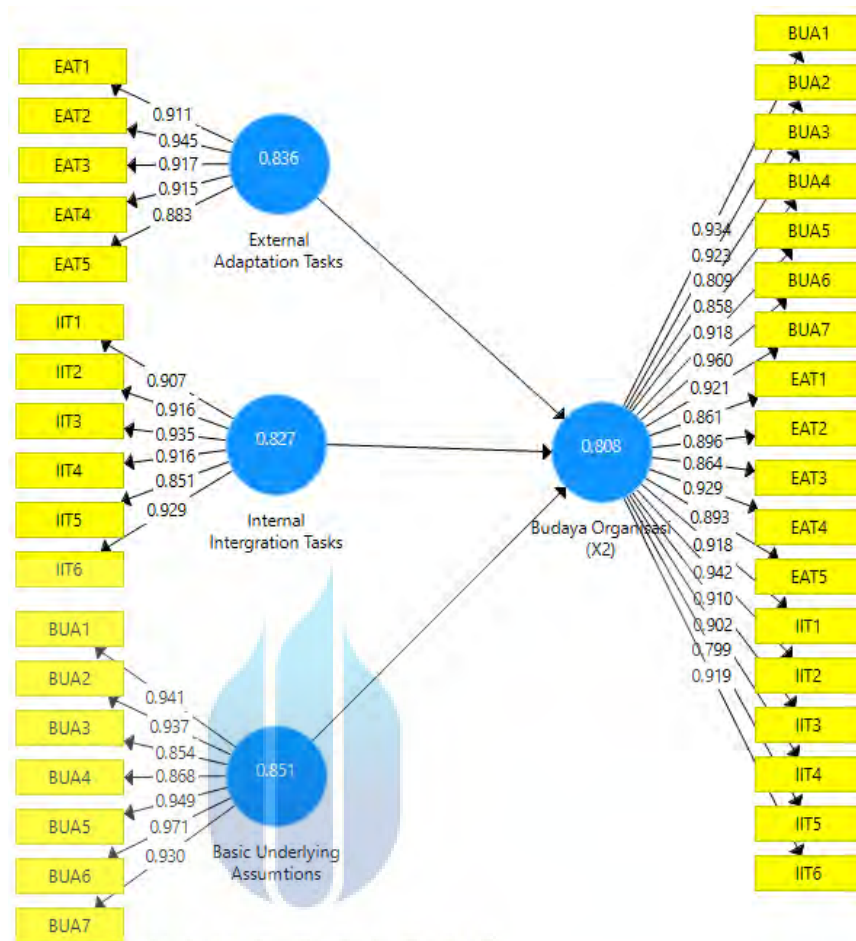 EAT1
EAT2
EAT3
EAT4
EAT5
0.911
0.945
0.917
0.915
0.883
0.836
External
Adaptation Tasks
IIT1
IIT2
IIT3
IIT4
IIT5
IIT6
0.907
0.916
0.935
0.916
0.851
0.929
0.827
Internal
Intergration Tasks
BUA1
BUA2
BUA3
BUA4
BUA5
BUA6
BUA7
0.941
0.937
0.854
0.868
0.949
0.971
0.930
0.851
Basic Underlying
Assumtions
0.808
Budaya Organisasi
(X2)
0.934
0.923
0.809
0.858
0.918
0.960
0.921
0.861
0.896
0.864
0.929
0.893
0.918
0.942
0.910
0.902
0.799
0.919
BUA1
BUA2
BUA3
BUA4
BUA5
BUA6
BUA7
EAT1
EAT2
EAT3
EAT4
EAT5
IIT1
IIT2
IIT3
IIT4
IIT5
IIT6